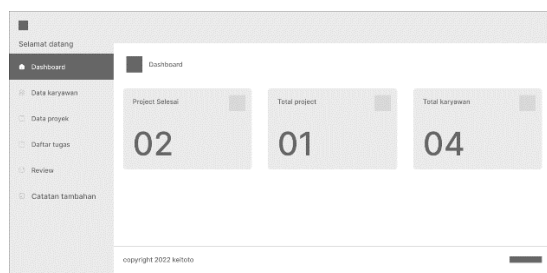 Selamat datang
Dashboard
Data karyawan
Data proyek
Daftar tugas
Review
Catatan tambahan
Dashboard
Project Selesai
Total project
Total karyawan
02
01
04
copyright 2022 keltoto